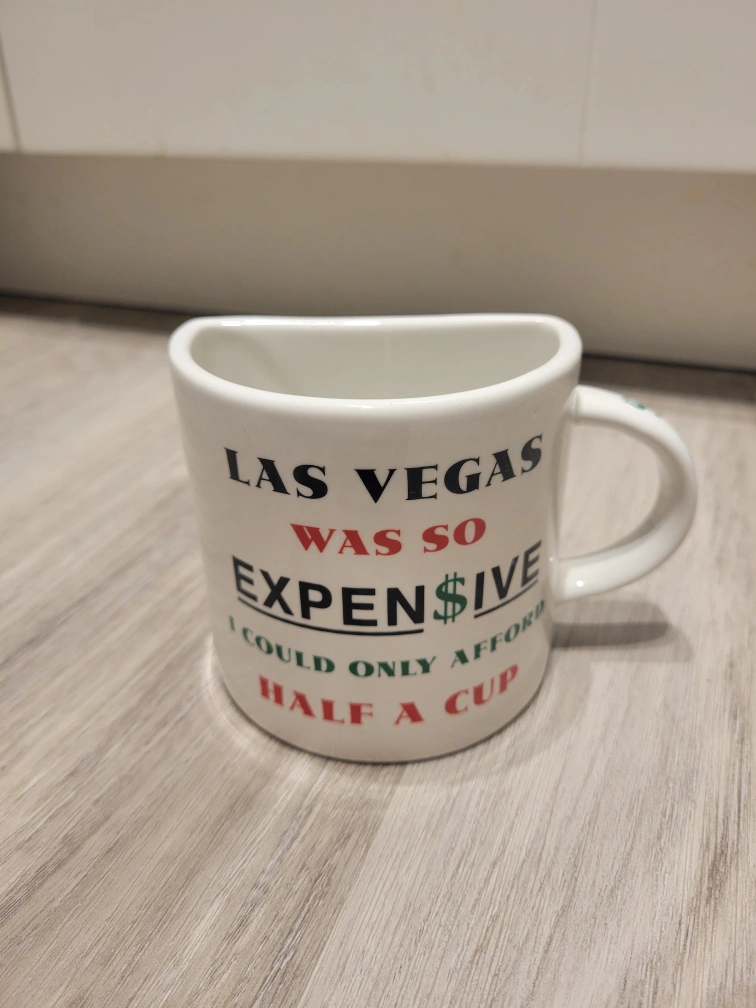 LAS VEGAS
WAS SO
EXPEN$IVE
I COULD ONLY AFFORD
HALF A CUP